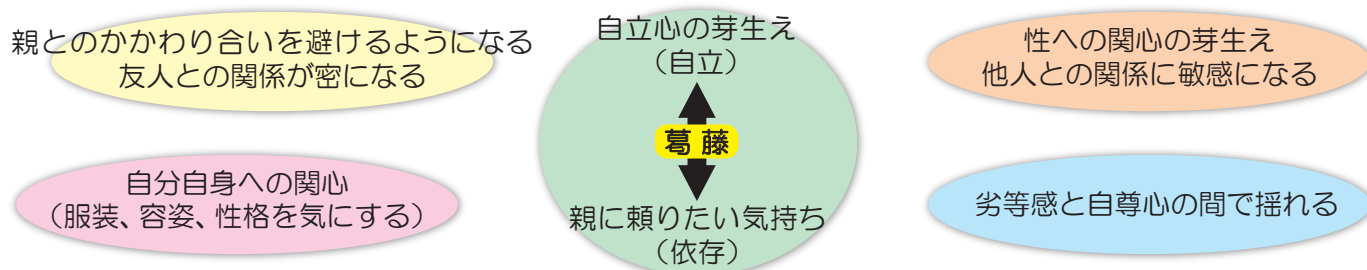 親とのかかわり合いを避けるようになる
友人との関係が密になる
自分自身への関心
（服装、容姿、性格を気にする）
自立心の芽生え
（自立）
葛藤
親に頼りたい気持ち
（依存）
性への関心の芽生え
他人との関係に敏感になる
劣等感と自尊心の間で揺れる